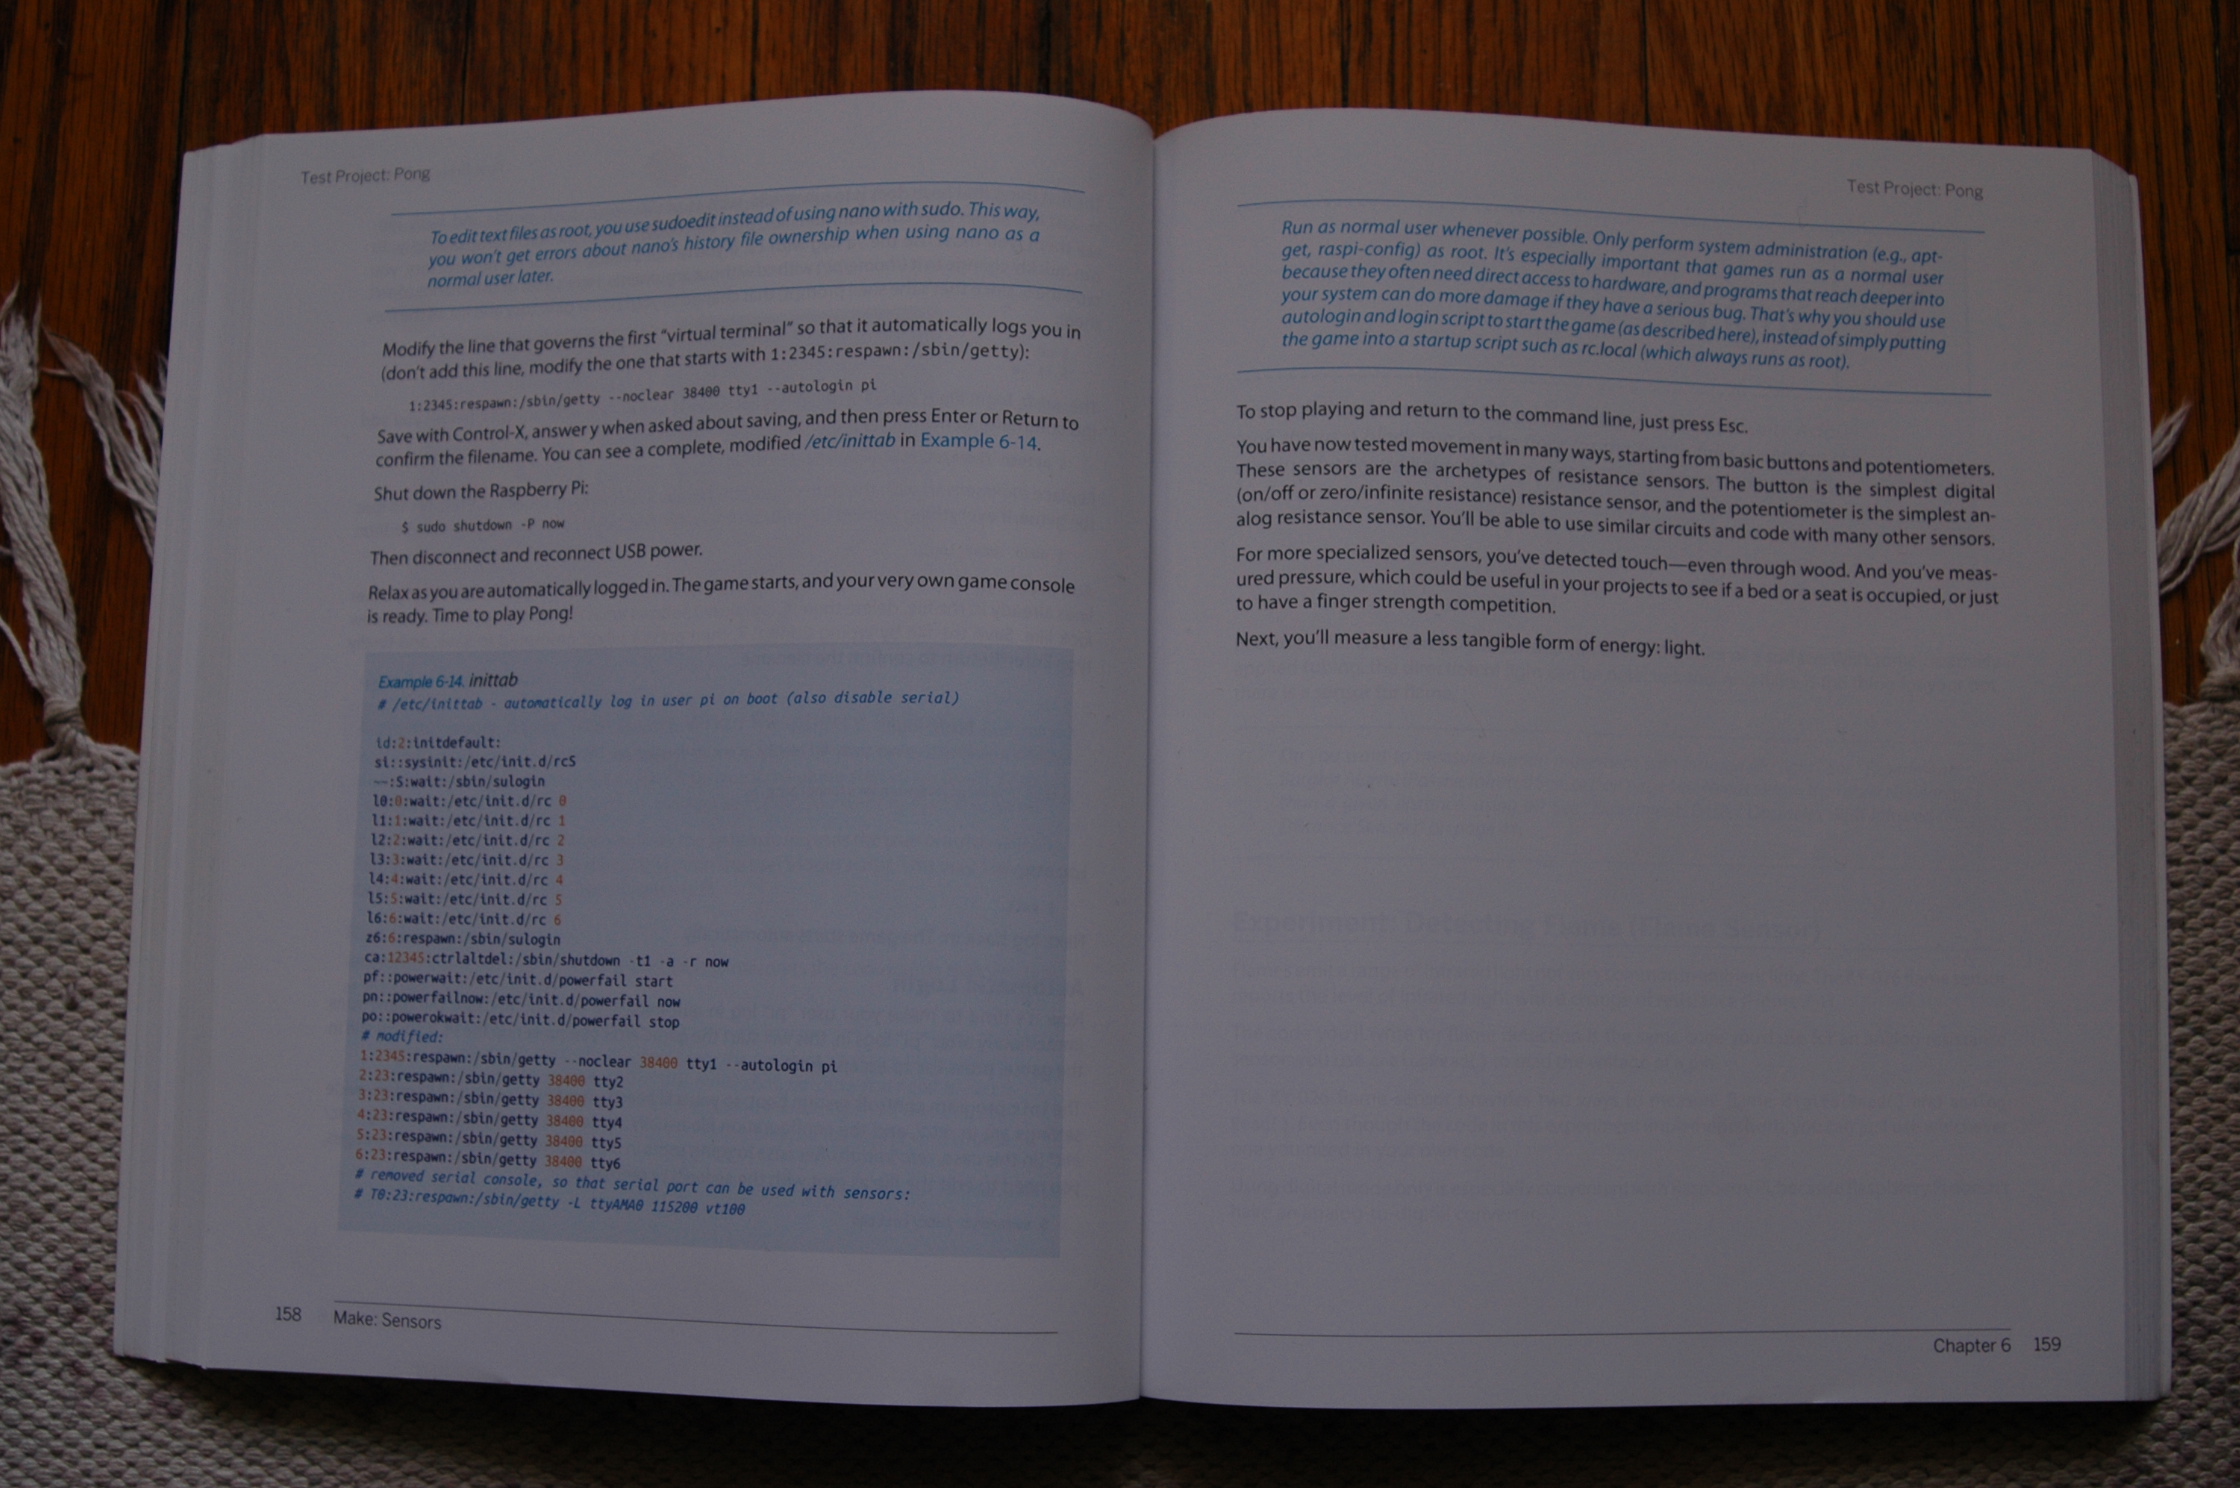 Test Project: Pong
To edit text files as root, you use sudoedit instead of using nano with sudo. This way,
you won't get errors about nano's history file ownership when using nano as a
normal user later.
Modify the line that governs the first "virtual terminal" so that it automatically logs you in
(don't add this line, modify the one that starts with 1:2345:respawn:/sbin/getty):
1:2345:respawn:/sbin/getty --noclear 38400 tty1 --autologin pi
Save with Control-X, answer y when asked about saving, and then press Enter or Return to
confirm the filename. You can see a complete, modified /etc/inittab in Example 6-14.
Shut down the Raspberry Pi:
$ sudo shutdown -P now
Then disconnect and reconnect USB power.
Relax as you are automatically logged in. The game starts, and your very own game console
is ready. Time to play Pong!
Example 6-14. inittab
# /etc/inittab - automatically log in user pi on boot (also disable serial)
id:2:initdefault:
si::sysinit:/etc/init.d/rcS
~~:S:wait:/sbin/sulogin
l0:0:wait:/etc/init.d/rc 0
l1:1:wait:/etc/init.d/rc 1
l2:2:wait:/etc/init.d/rc 2
l3:3:wait:/etc/init.d/rc 3
l4:4:wait:/etc/init.d/rc 4
l5:5:wait:/etc/init.d/rc 5
l6:6:wait:/etc/init.d/rc 6
z6:6:respawn:/sbin/sulogin
ca:12345:ctrlaltdel:/sbin/shutdown -t1 -a -r now
pf::powerwait:/etc/init.d/powerfail start
pn::powerfailnow:/etc/init.d/powerfail now
po::powerokwait:/etc/init.d/powerfail stop
# modified:
1:2345:respawn:/sbin/getty --noclear 38400 tty1 --autologin pi
2:23:respawn:/sbin/getty 38400 tty2
3:23:respawn:/sbin/getty 38400 tty3
4:23:respawn:/sbin/getty 38400 tty4
5:23:respawn:/sbin/getty 38400 tty5
6:23:respawn:/sbin/getty 38400 tty6
# removed serial console, so that serial port can be used with sensors:
# T0:23:respawn:/sbin/getty -L ttyAMA0 115200 vt100
158 Make: Sensors
Test Project: Pong
Run as normal user whenever possible. Only perform system administration (e.g., apt-
get, raspi-config) as root. It's especially important that games run as a normal user
because they often need direct access to hardware, and programs that reach deeper into
your system can do more damage if they have a serious bug. That's why you should use
autologin and login script to start the game (as described here), instead of simply putting
the game into a startup script such as rc.local (which always runs as root).
To stop playing and return to the command line, just press Esc.
You have now tested movement in many ways, starting from basic buttons and potentiometers.
These sensors are the archetypes of resistance sensors. The button is the simplest digital
(on/off or zero/infinite resistance) resistance sensor, and the potentiometer is the simplest an-
alog resistance sensor. You'll be able to use similar circuits and code with many other sensors.
For more specialized sensors, you've detected touch—even through wood. And you've meas-
ured pressure, which could be useful in your projects to see if a bed or a seat is occupied, or just
to have a finger strength competition.
Next, you'll measure a less tangible form of energy: light.
Chapter 6 159